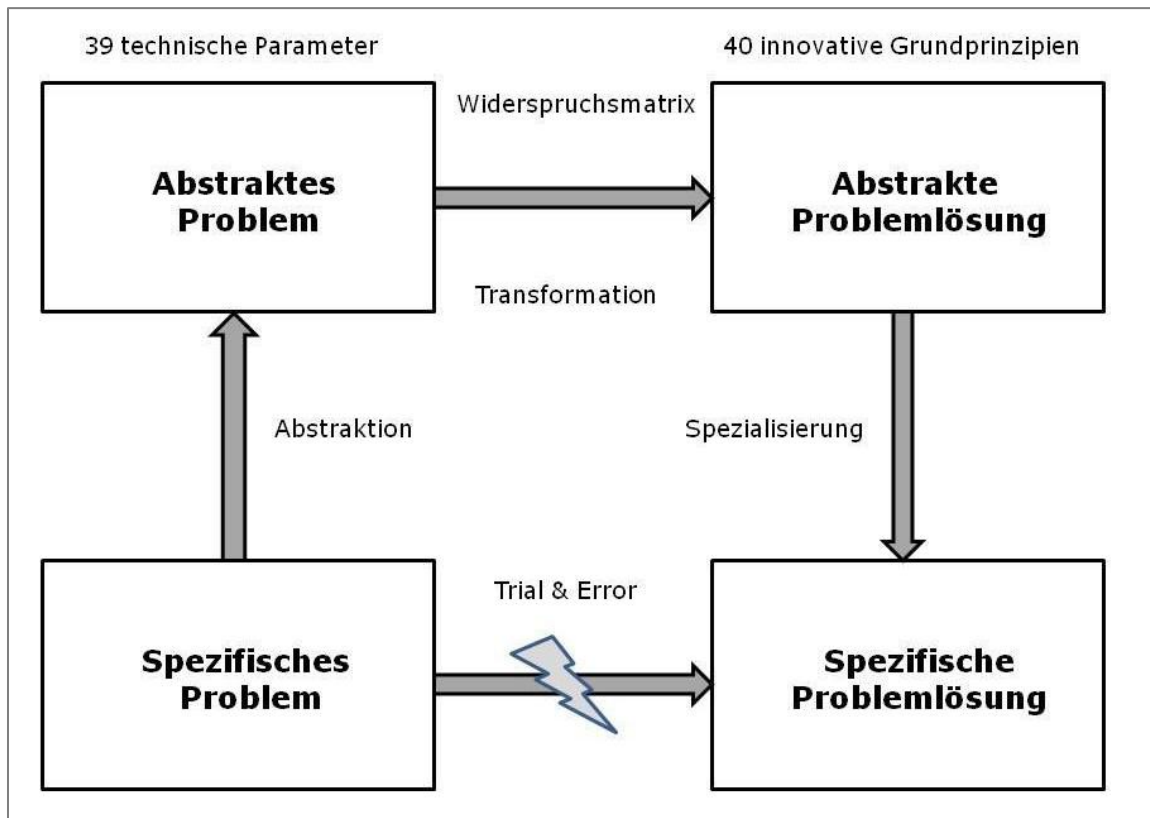 39 technische Parameter
40 innovative Grundprinzipien
Widerspruchsmatrix
Abstraktes
Problem
Abstrakte
Problemlösung
Transformation
Abstraktion
Spezialisierung
Trial & Error
Spezifisches
Problem
Spezifische
Problemlösung